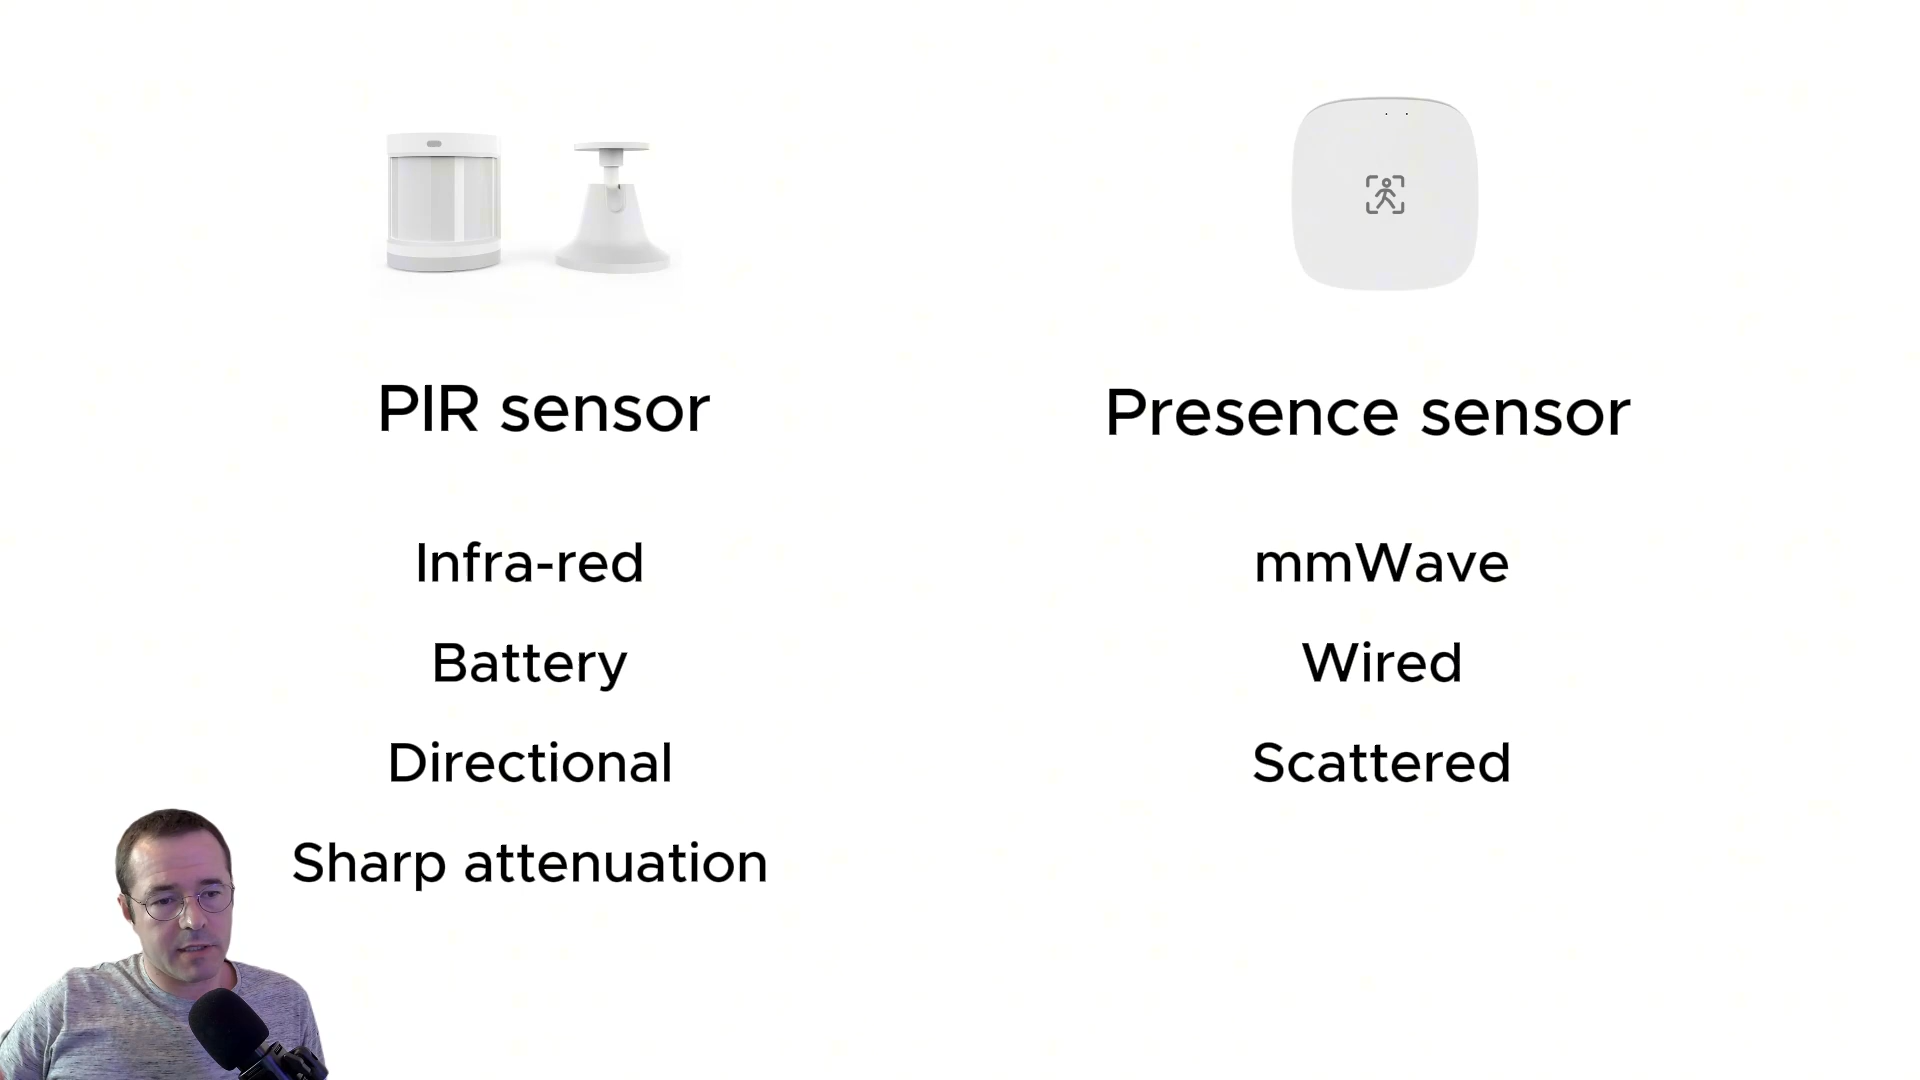 PIR sensor
Infra-red
Battery
Directional
Sharp attenuation
Presence sensor
mmWave
Wired
Scattered